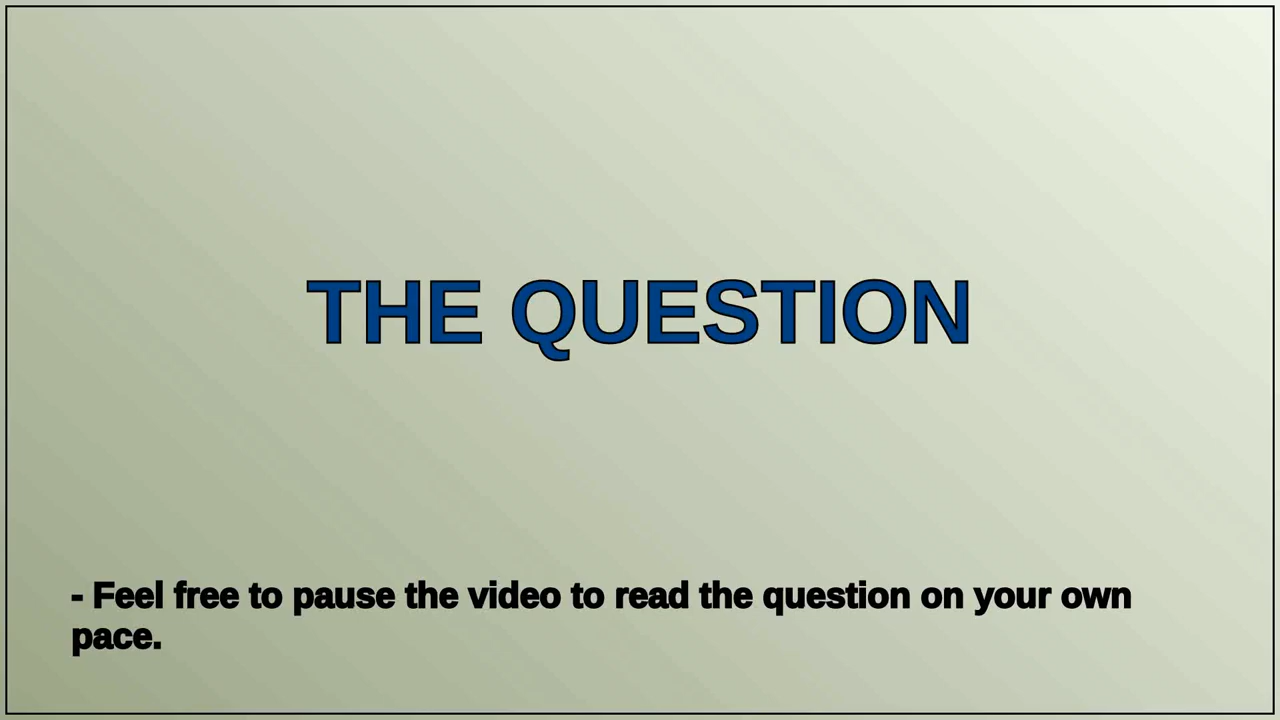 THE QUESTION
- Feel free to pause the video to read the question on your own
pace.